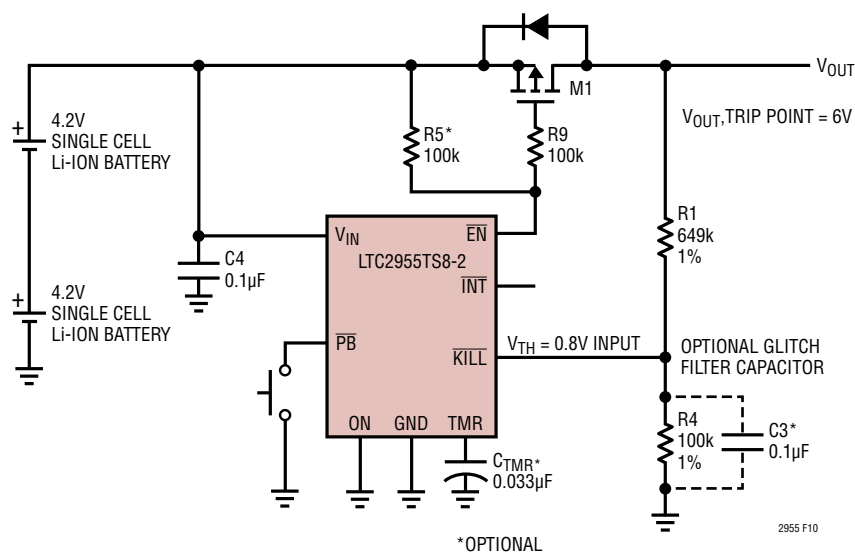 VOUT
M1
VOUT,TRIP POINT = 6V
+
4.2V
SINGLE CELL
Li-ION BATTERY
R5*
100k
R9
100k
R1
649k
1%
VIN
EN
C4
0.1µF
LTC2955TS8-2
INT
+
4.2V
SINGLE CELL
Li-ION BATTERY
PB
KILL
VTH = 0.8V INPUT
OPTIONAL GLITCH
FILTER CAPACITOR
ON GND TMR
R4
100k
1%
C3*
0.1µF
CTMR*
0.033µF
2955 F10
*OPTIONAL